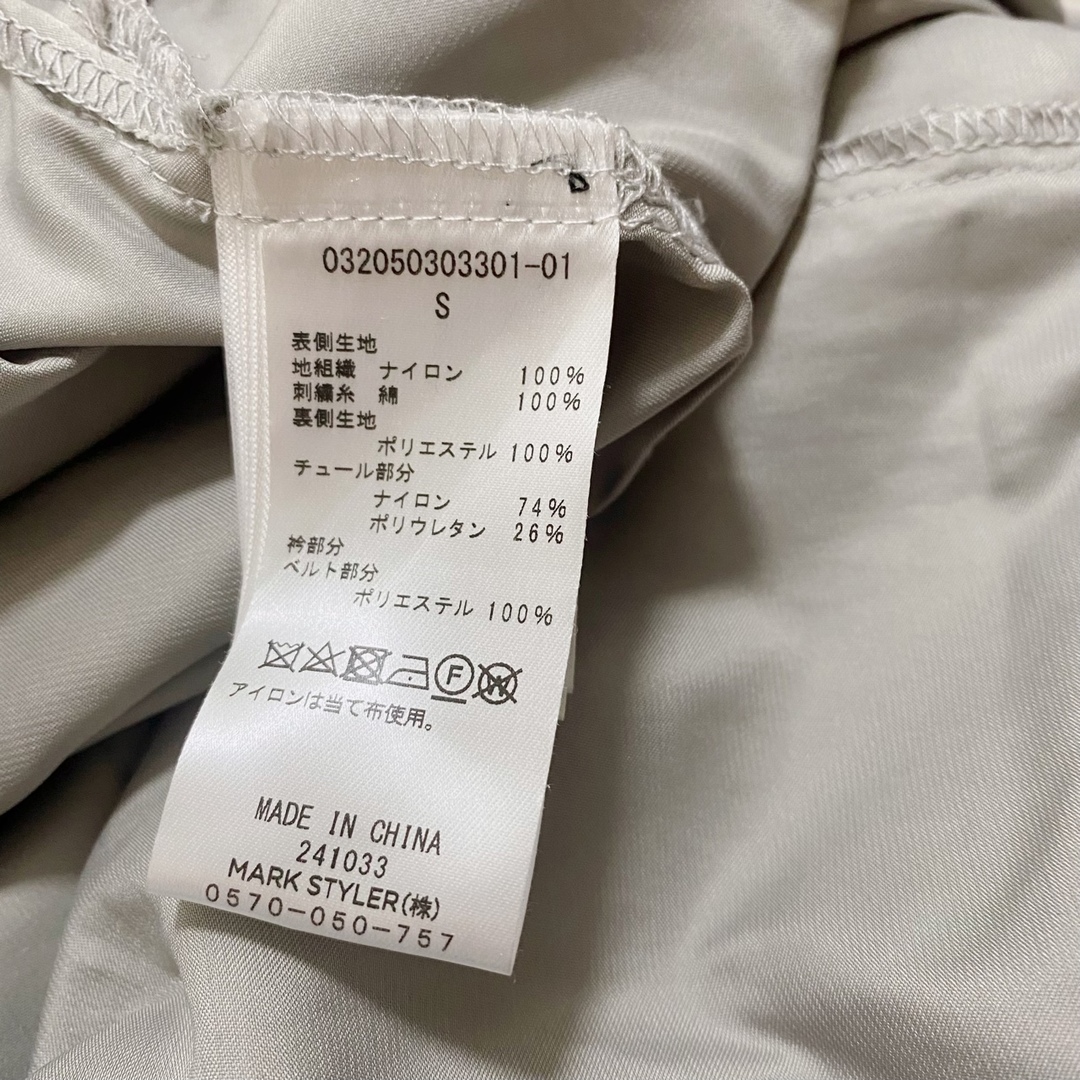 032050303301-01
S
表側生地
地組織 ナイロン 100%
刺繍糸 綿 100%
裏側生地
ポリエステル 100%
チュール部分
ナイロン 74%
ポリウレタン 26%
衿部分
ベルト部分
ポリエステル 100%
F W
アイロンは当て布使用。
MADE IN CHINA
241033
MARK STYLER(株)
0570-050-757